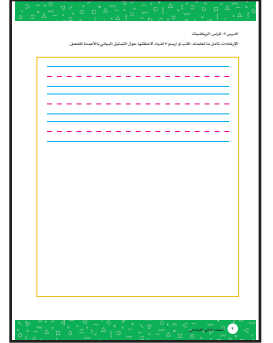 الدرس ٢: كراس الرياضيات
الإرشادات: تأمل ما تعلمته. اكتب أو ارسم ٣ أشياء لاحظتها حول التمثيل البياني بالأعمدة المفصل.
٢